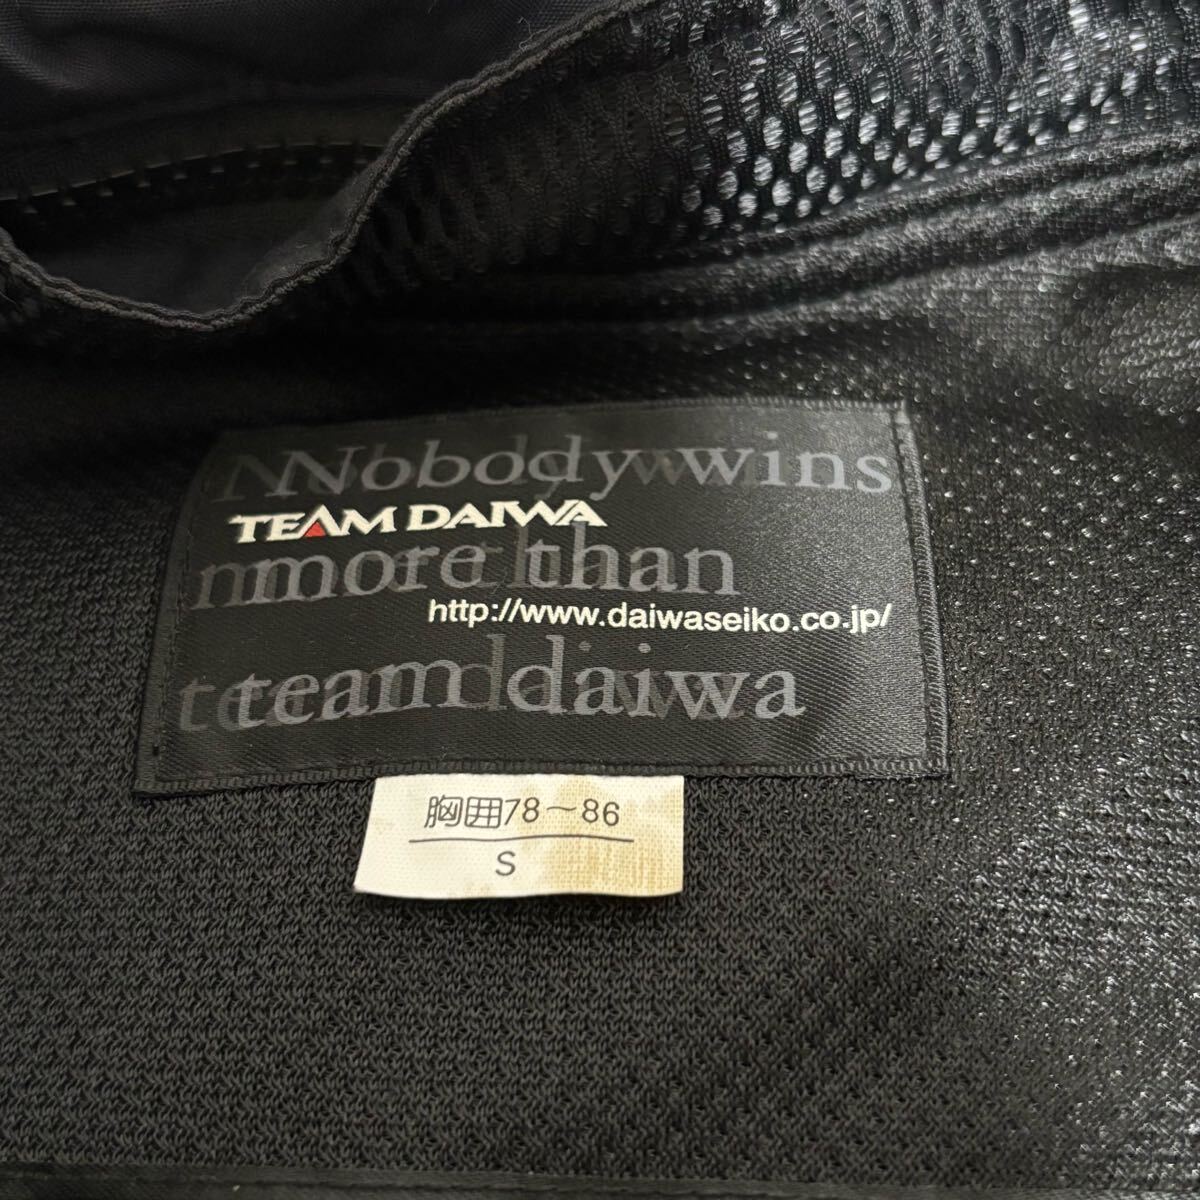 Nobody wins
TEAM DAIWA
more than
http://www.daiwaseiko.co.jp/
team daiwa
胸囲78～86
S